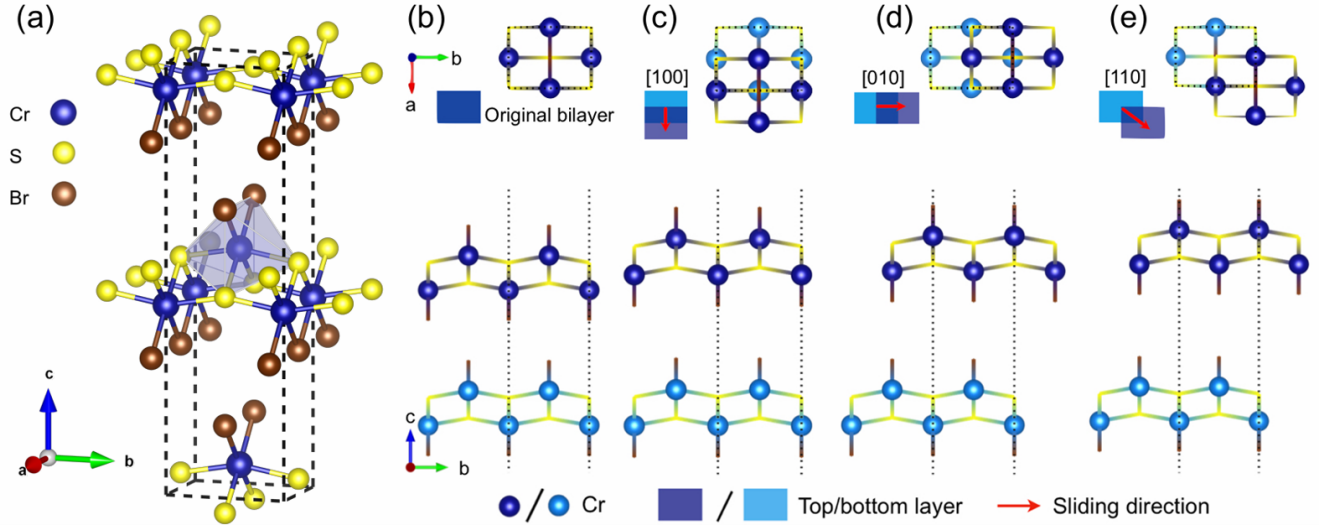 (a)
(b)
(c)
(d)
(e)
b
a
[100]
[010]
[110]
Original bilayer
Cr
S
Br
c
a
b
c
b
Cr
Top/bottom layer
Sliding direction